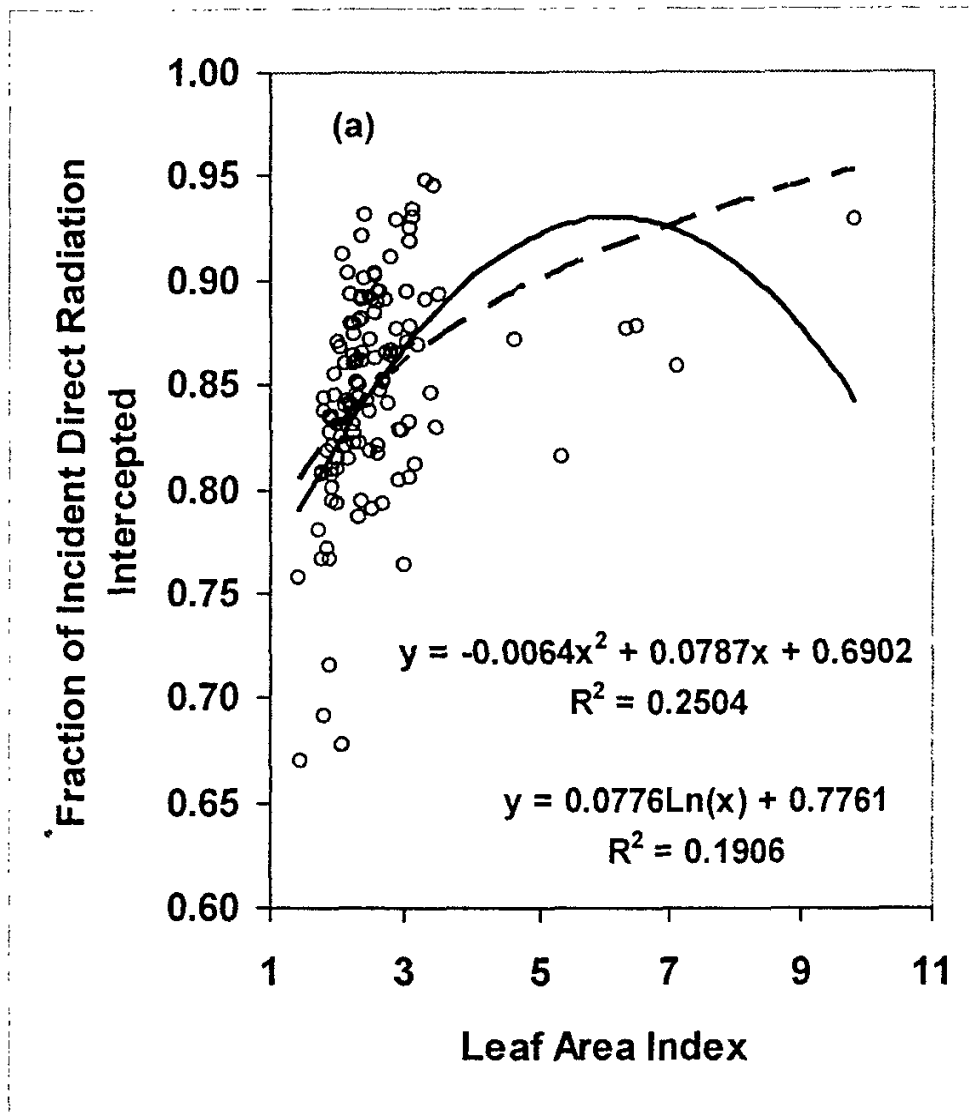 (a)
1.00
0.95
0.90
0.85
0.80
0.75
0.70
0.65
0.60
Fraction of Incident Direct Radiation
Intercepted
y = -0.0064x² + 0.0787x + 0.6902
R² = 0.2504
y = 0.0776Ln(x) + 0.7761
R² = 0.1906
1 3 5 7 9 11
Leaf Area Index